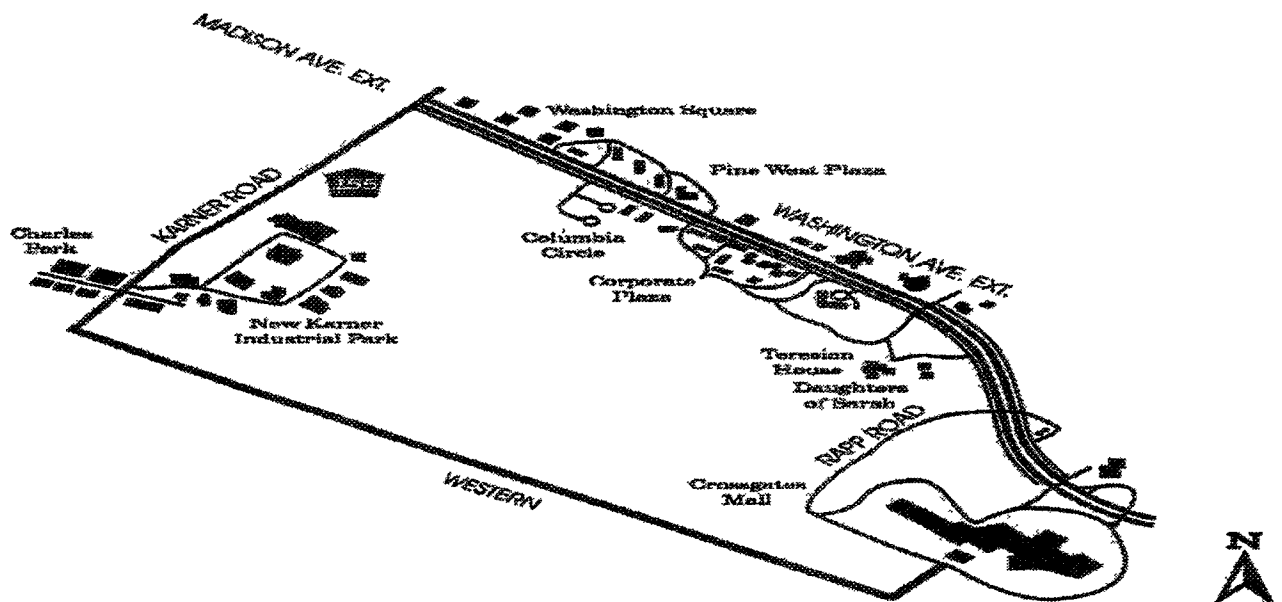 MADISON AVE. EXT.
Washington Square
Pine West Plaza
155
KARNER ROAD
WASHINGTON AVE. EXT.
Charles
Park
Columbia
Circle
Corporate
Plaza
New Karner
Industrial Park
Teresian
House
Daughters
of Sarah
RAPP ROAD
WESTERN
Crossgates
Mall
N